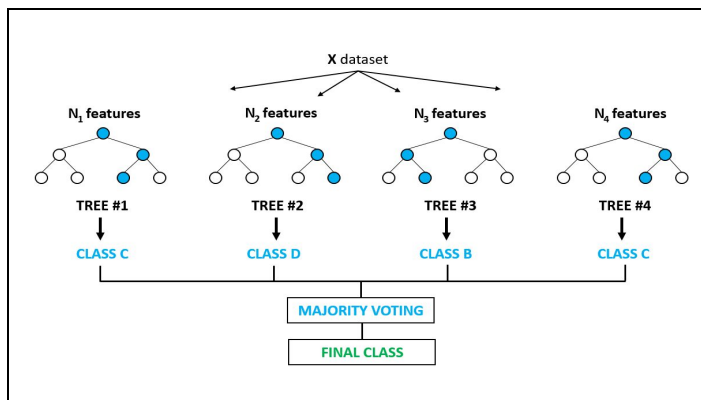 X dataset
N₁ features
N₂ features
N₃ features
N₄ features
TREE #1
TREE #2
TREE #3
TREE #4
CLASS C
CLASS D
CLASS B
CLASS C
MAJORITY VOTING
FINAL CLASS